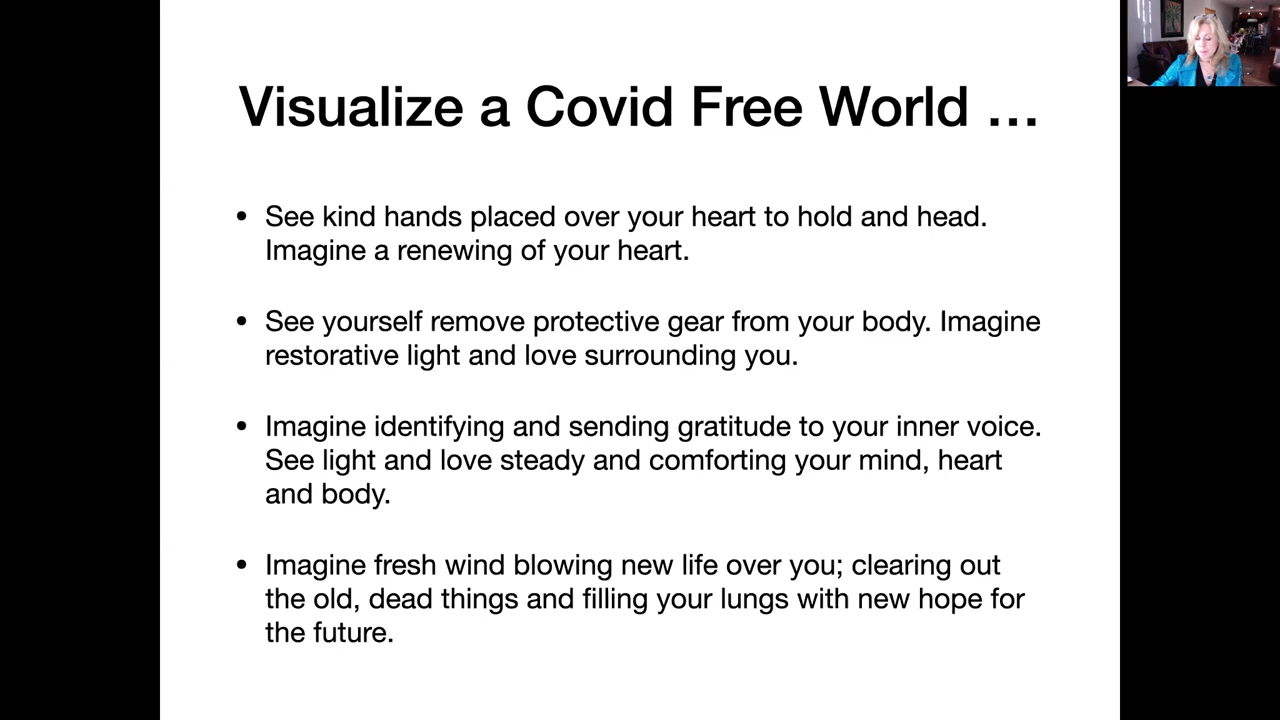 Visualize a Covid Free World ...
• See kind hands placed over your heart to hold and head.
Imagine a renewing of your heart.
• See yourself remove protective gear from your body. Imagine
restorative light and love surrounding you.
• Imagine identifying and sending gratitude to your inner voice.
See light and love steady and comforting your mind, heart
and body.
• Imagine fresh wind blowing new life over you; clearing out
the old, dead things and filling your lungs with new hope for
the future.